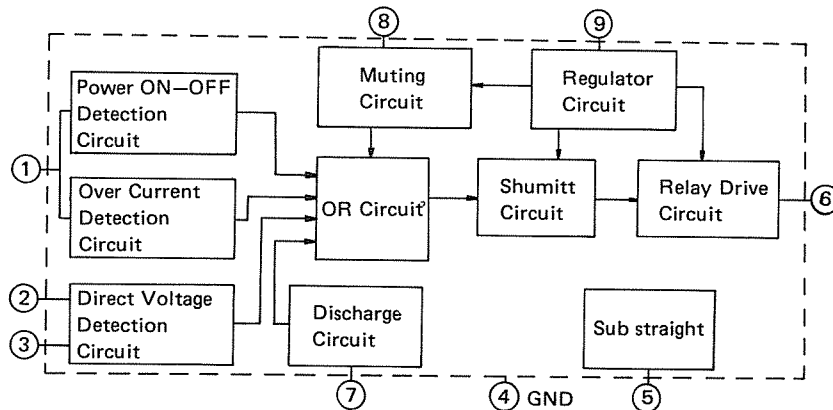 8
9
Power ON—OFF
Detection
Circuit
Muting
Circuit
Regulator
Circuit
1
Over Current
Detection
Circuit
OR Circuit
Shumitt
Circuit
Relay Drive
Circuit
6
2
3
Direct Voltage
Detection
Circuit
Discharge
Circuit
Sub straight
7
4 GND
5